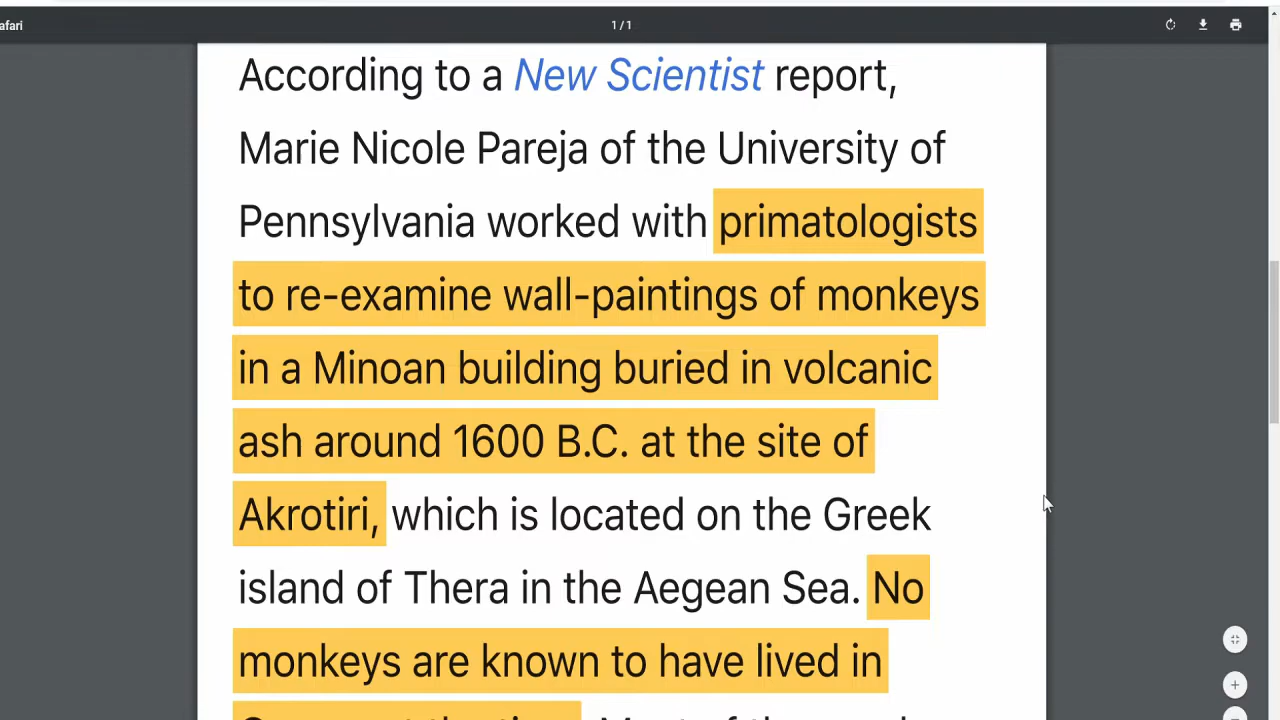 afari
1 / 1
According to a New Scientist report,
Marie Nicole Pareja of the University of
Pennsylvania worked with primatologists
to re-examine wall-paintings of monkeys
in a Minoan building buried in volcanic
ash around 1600 B.C. at the site of
Akrotiri, which is located on the Greek
island of Thera in the Aegean Sea. No
monkeys are known to have lived in